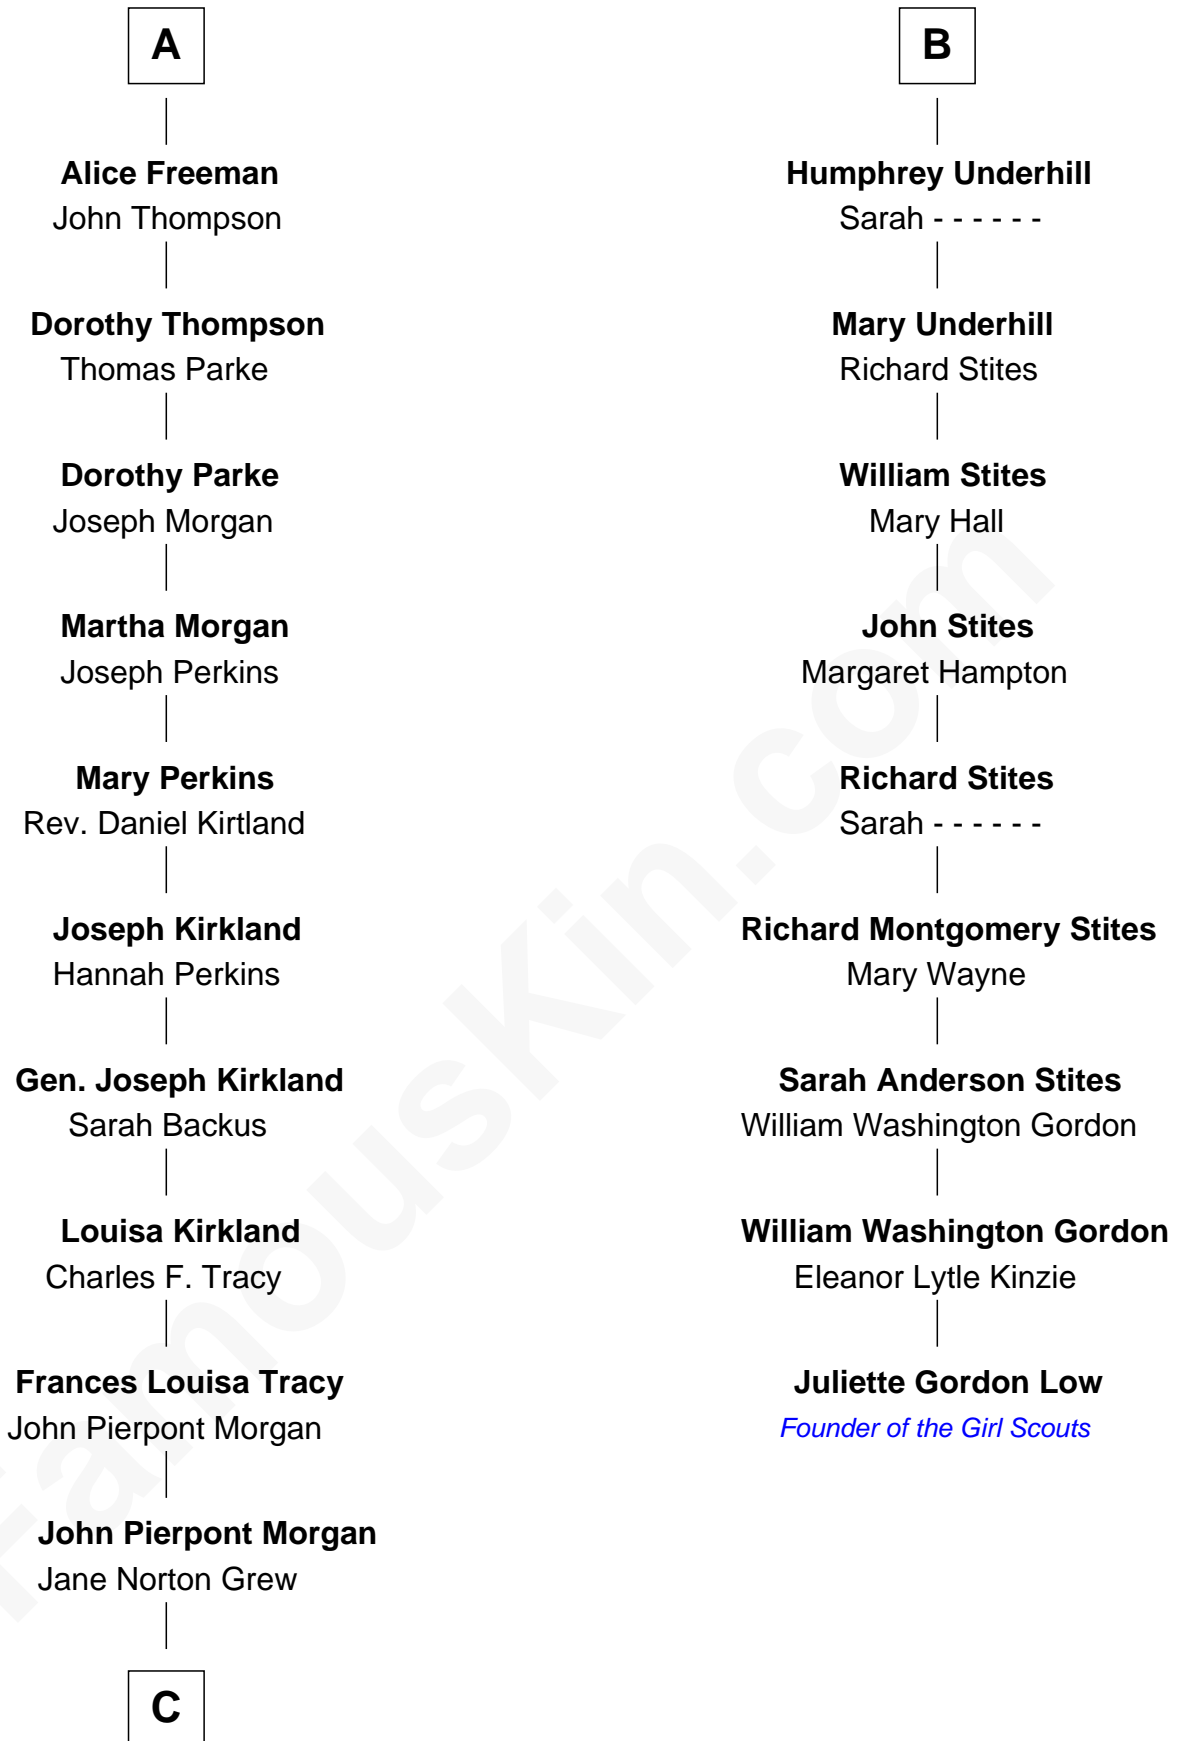 A
Alice Freeman
John Thompson
Dorothy Thompson
Thomas Parke
Dorothy Parke
Joseph Morgan
Martha Morgan
Joseph Perkins
Mary Perkins
Rev. Daniel Kirtland
Joseph Kirkland
Hannah Perkins
Gen. Joseph Kirkland
Sarah Backus
Louisa Kirkland
Charles F. Tracy
Frances Louisa Tracy
John Pierpont Morgan
John Pierpont Morgan
Jane Norton Grew
C
B
Humphrey Underhill
Sarah - - - - - -
Mary Underhill
Richard Stites
William Stites
Mary Hall
John Stites
Margaret Hampton
Richard Stites
Sarah - - - - - -
Richard Montgomery Stites
Mary Wayne
Sarah Anderson Stites
William Washington Gordon
William Washington Gordon
Eleanor Lytle Kinzie
Juliette Gordon Low
Founder of the Girl Scouts
FamousKin.com